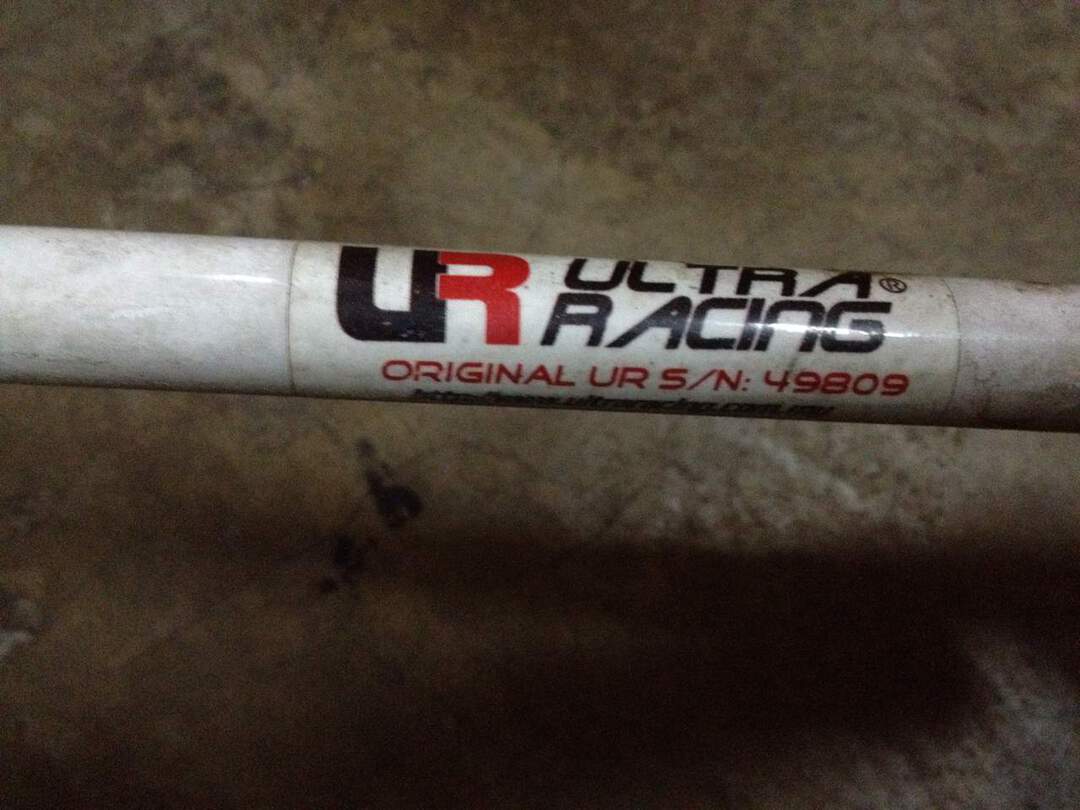 UR ULTRA
RACING®
ORIGINAL UR S/N: 49809